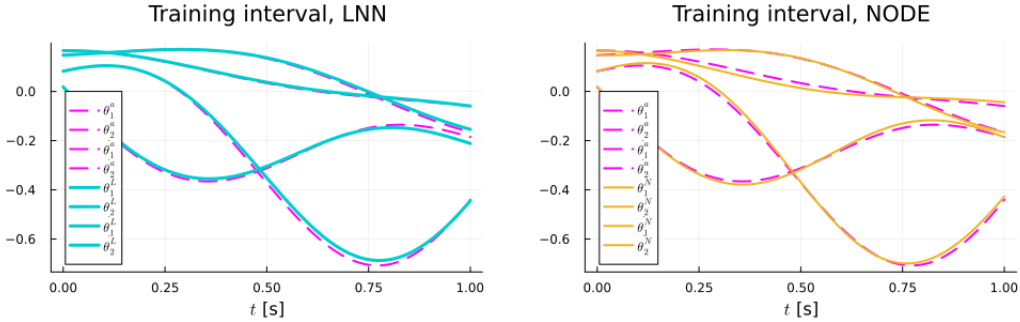 Training interval, LNN
0.0
−0.2
−0.4
−0.6
θ₁ᵃ
θ₂ᵃ
θ₁ᵃ
θ₂ᵃ
θ₁ᴸ
θ₂ᴸ
θ₁ᴸ
θ₂ᴸ
0.00 0.25 0.50 0.75 1.00
t [s]
Training interval, NODE
0.0
−0.2
−0.4
−0.6
θ₁ᵃ
θ₂ᵃ
θ₁ᵃ
θ₂ᵃ
θ₁ᴺ
θ₂ᴺ
θ₁ᴺ
θ₂ᴺ
0.00 0.25 0.50 0.75 1.00
t [s]